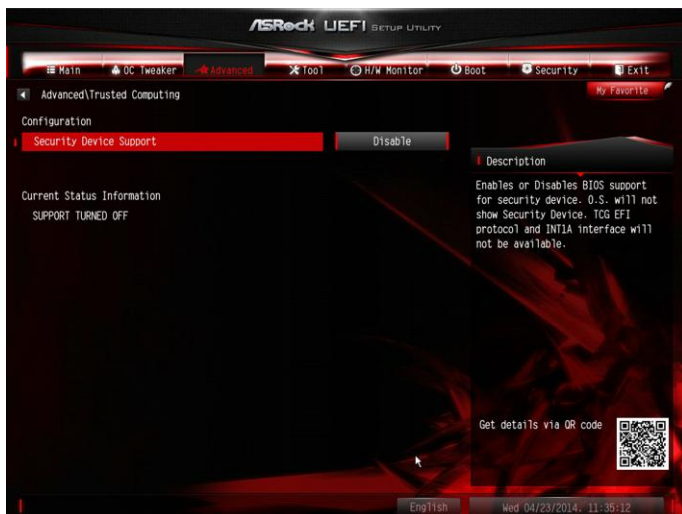 ASRock UEFI SETUP UTILITY
Main OC Tweaker Advanced Tool H/W Monitor Boot Security Exit
Advanced\Trusted Computing
My Favorite
Configuration
Security Device Support Disable
Current Status Information
SUPPORT TURNED OFF
Description
Enables or Disables BIOS support
for security device. O.S. will not
show Security Device. TCG EFI
protocol and INT1A interface will
not be available.
Get details via QR code
English Wed 04/23/2014. 11:35:12